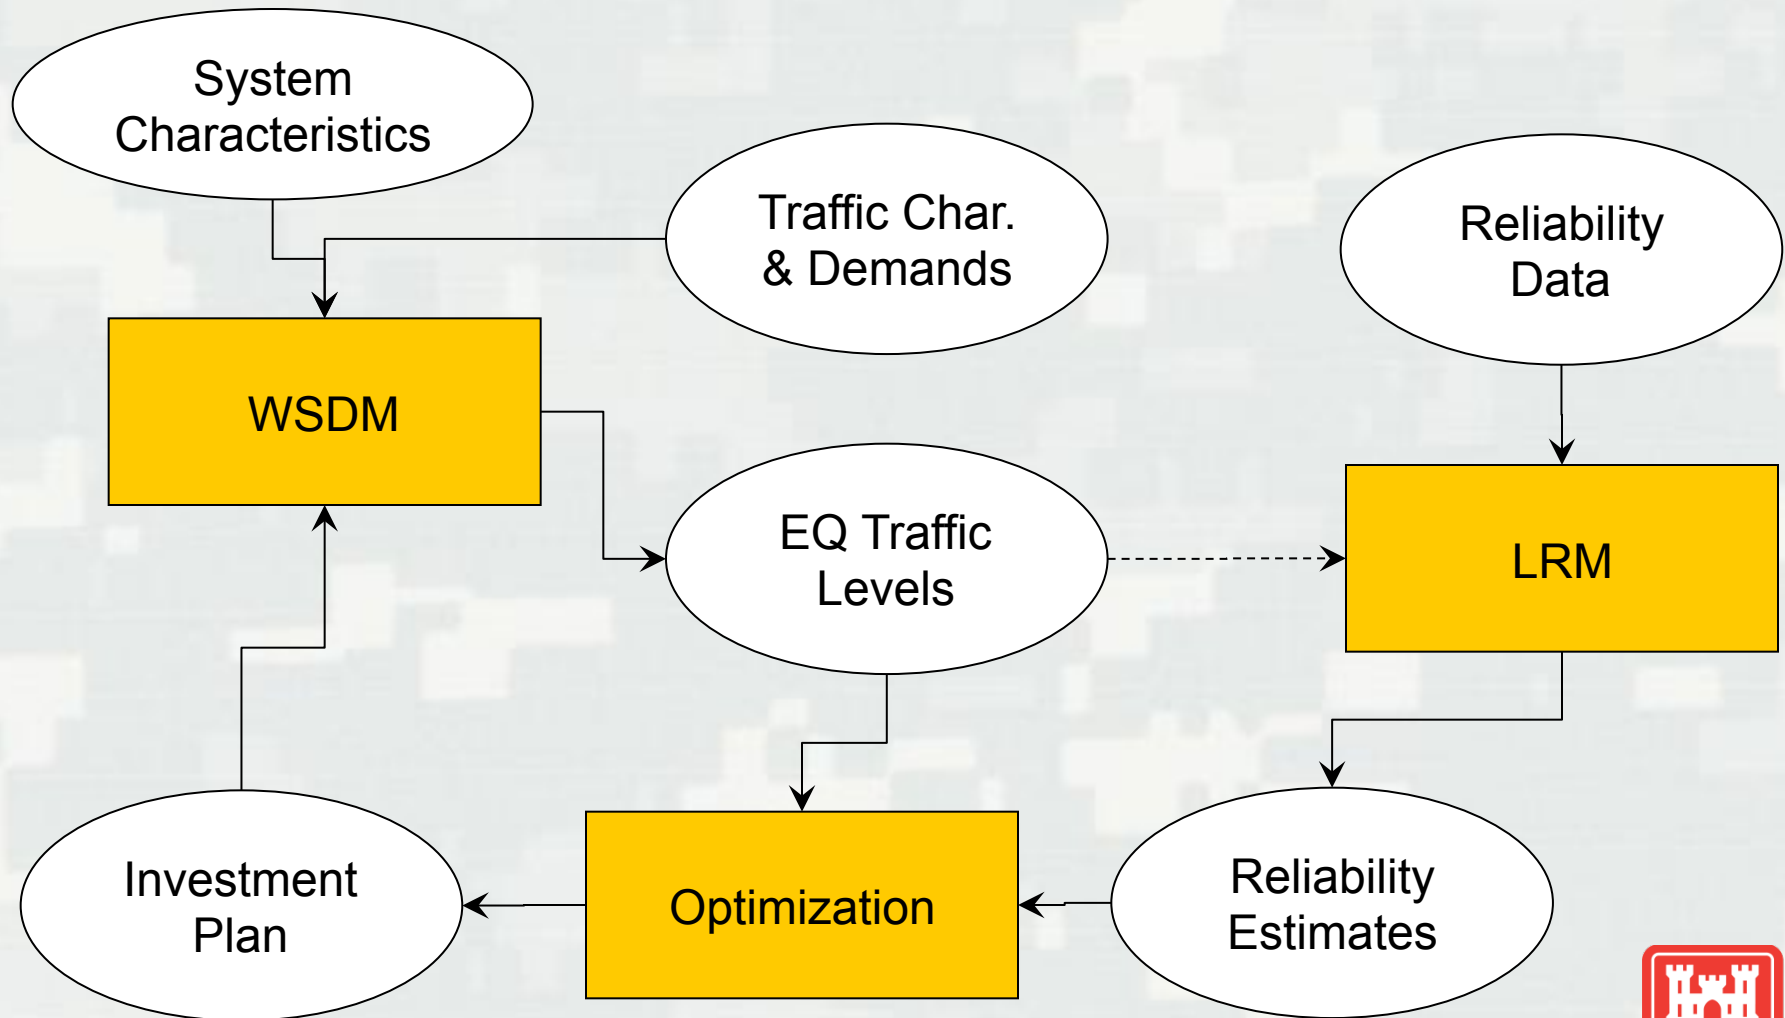 System
Characteristics
Traffic Char.
& Demands
Reliability
Data
WSDM
EQ Traffic
Levels
LRM
Investment
Plan
Optimization
Reliability
Estimates